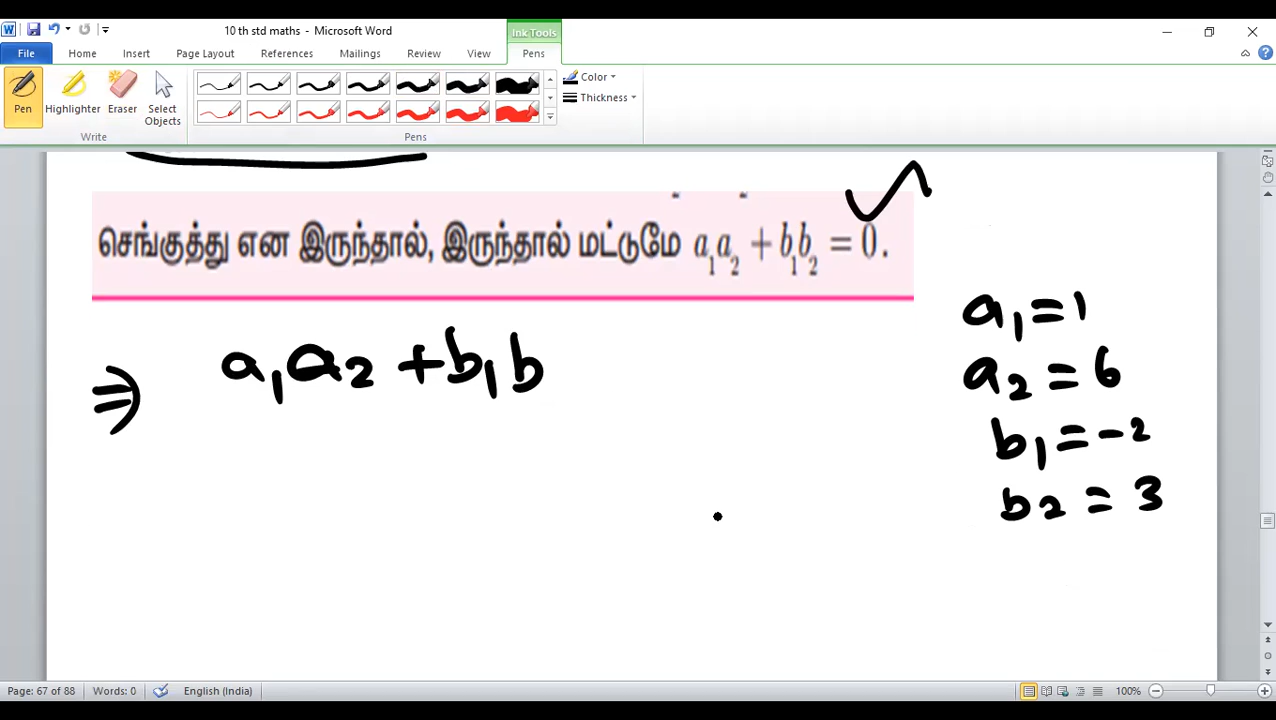 10 th std maths - Microsoft Word
Ink Tools
File Home Insert Page Layout References Mailings Review View Pens
Pen Highlighter Eraser Select Objects
Color
Thickness
Write Pens
செங்குத்து என இருந்தால், இருந்தால் மட்டுமே a₁a₂ + b₁b₂ = 0.
⇒ a₁a₂ + b₁b
a₁ = 1
a₂ = 6
b₁ = -2
b₂ = 3
Page: 67 of 88 Words: 0 English (India) 100%